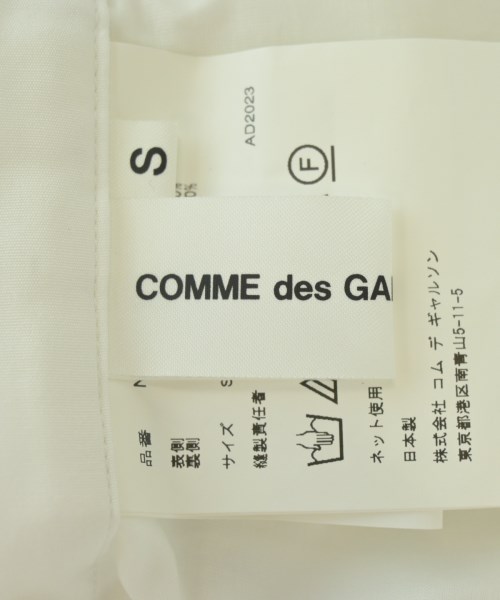 COMME des GA
S
AD2023
F
品番
表側
裏側
サイズ
縫製責任者
ネット使用
日本製
株式会社 コム デ ギャルソン
東京都港区南青山5-11-5